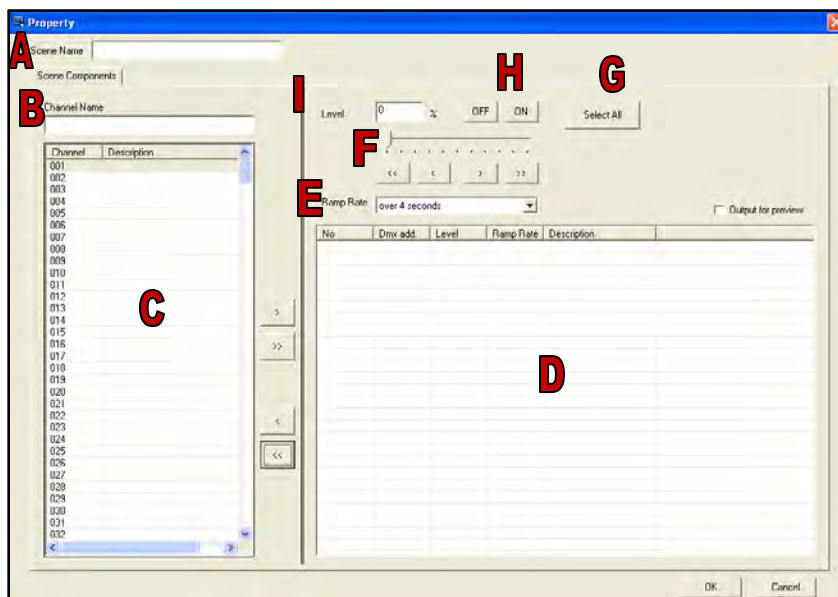 Property
A Scene Name
Scene Components
H
G
I
B Channel Name
Level 0 % OFF ON Select All
F
<< < > >>
E Ramp Rate over 4 seconds
Output for preview
Channel Description
No Dmx add. Level Ramp Rate Description
001
002
003
004
005
006
007
008
009
010
011
012
013
014
015
016
017
018
019
020
021
022
023
024
025
026
027
028
029
030
031
032
C
>
>>
<
<<
D
OK Cancel